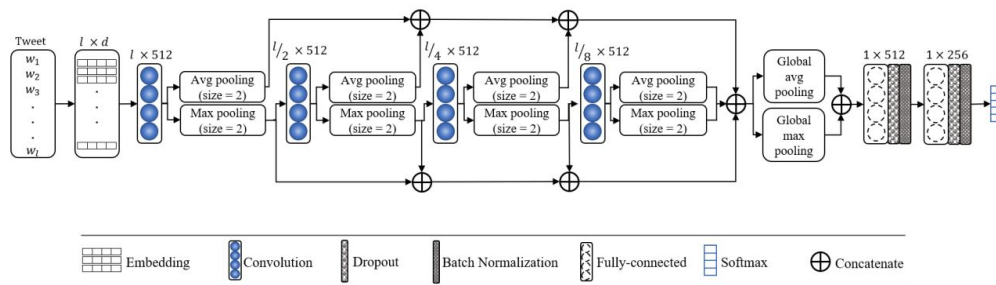 Tweet
w₁
w₂
w₃
.
.
.
w_l
l × d
.
.
.
l × 512
Avg pooling
(size = 2)
Max pooling
(size = 2)
l/2 × 512
Avg pooling
(size = 2)
Max pooling
(size = 2)
l/4 × 512
Avg pooling
(size = 2)
Max pooling
(size = 2)
l/8 × 512
Avg pooling
(size = 2)
Max pooling
(size = 2)
Global
avg
pooling
Global
max
pooling
1 × 512
1 × 256
Embedding
Convolution
Dropout
Batch Normalization
Fully-connected
Softmax
Concatenate